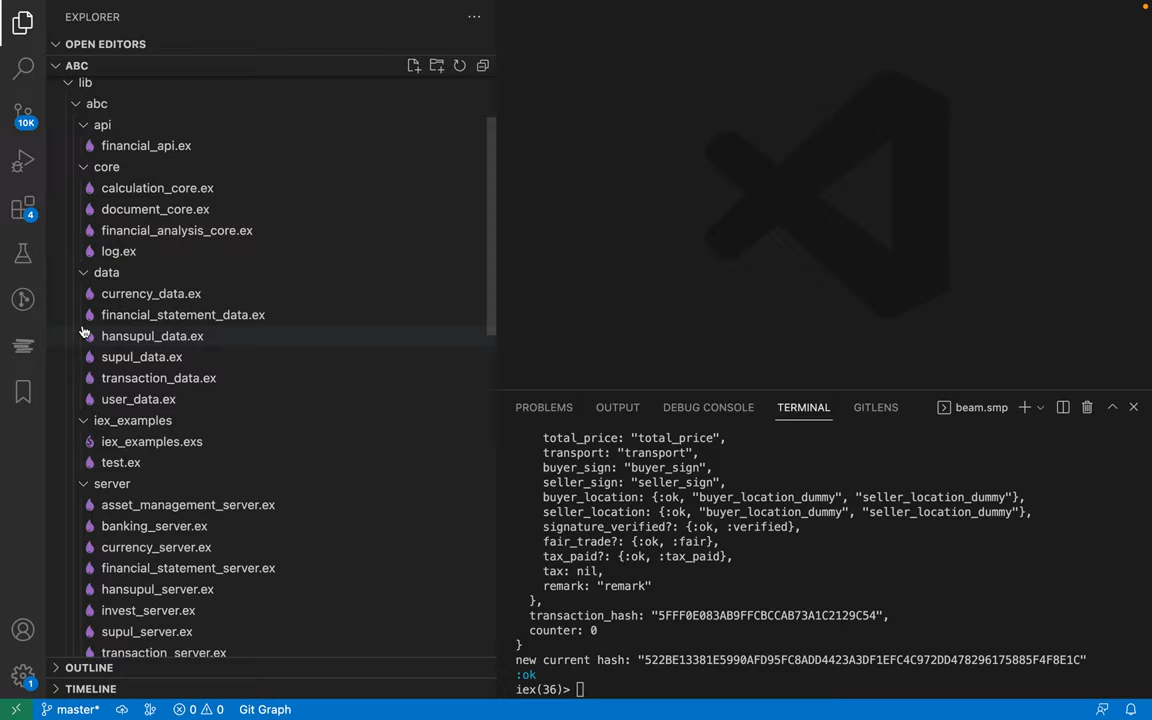 EXPLORER
OPEN EDITORS
ABC
lib
abc
api
financial_api.ex
core
calculation_core.ex
document_core.ex
financial_analysis_core.ex
log.ex
data
currency_data.ex
financial_statement_data.ex
hansupul_data.ex
supul_data.ex
transaction_data.ex
user_data.ex
iex_examples
iex_examples.exs
test.ex
server
asset_management_server.ex
banking_server.ex
currency_server.ex
financial_statement_server.ex
hansupul_server.ex
invest_server.ex
supul_server.ex
transaction_server.ex
OUTLINE
TIMELINE
10K
4
1
PROBLEMS OUTPUT DEBUG CONSOLE TERMINAL GITLENS beam.smp
total_price: "total_price",
transport: "transport",
buyer_sign: "buyer_sign",
seller_sign: "seller_sign",
buyer_location: {:ok, "buyer_location_dummy", "seller_location_dummy"},
seller_location: {:ok, "buyer_location_dummy", "seller_location_dummy"},
signature_verified?: {:ok, :verified},
fair_trade?: {:ok, :fair},
tax_paid?: {:ok, :tax_paid},
tax: nil,
remark: "remark"
},
transaction_hash: "5FFF0E083AB9FFCBCCAB73A1C2129C54",
counter: 0
}
new current hash: "522BE13381E5990AFD95FC8ADD4423A3DF1EFC4C972DD478296175885F4F8E1C"
:ok
iex(36)>
master* 0 0 Git Graph